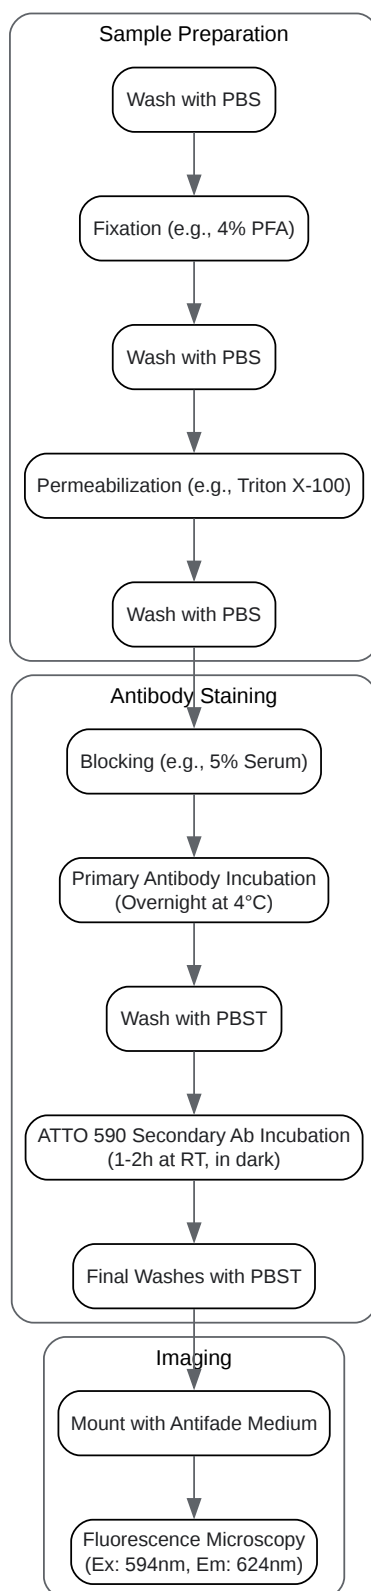 Sample Preparation
Wash with PBS
Fixation (e.g., 4% PFA)
Wash with PBS
Permeabilization (e.g., Triton X-100)
Wash with PBS
Antibody Staining
Blocking (e.g., 5% Serum)
Primary Antibody Incubation
(Overnight at 4°C)
Wash with PBST
ATTO 590 Secondary Ab Incubation
(1-2h at RT, in dark)
Final Washes with PBST
Imaging
Mount with Antifade Medium
Fluorescence Microscopy
(Ex: 594nm, Em: 624nm)